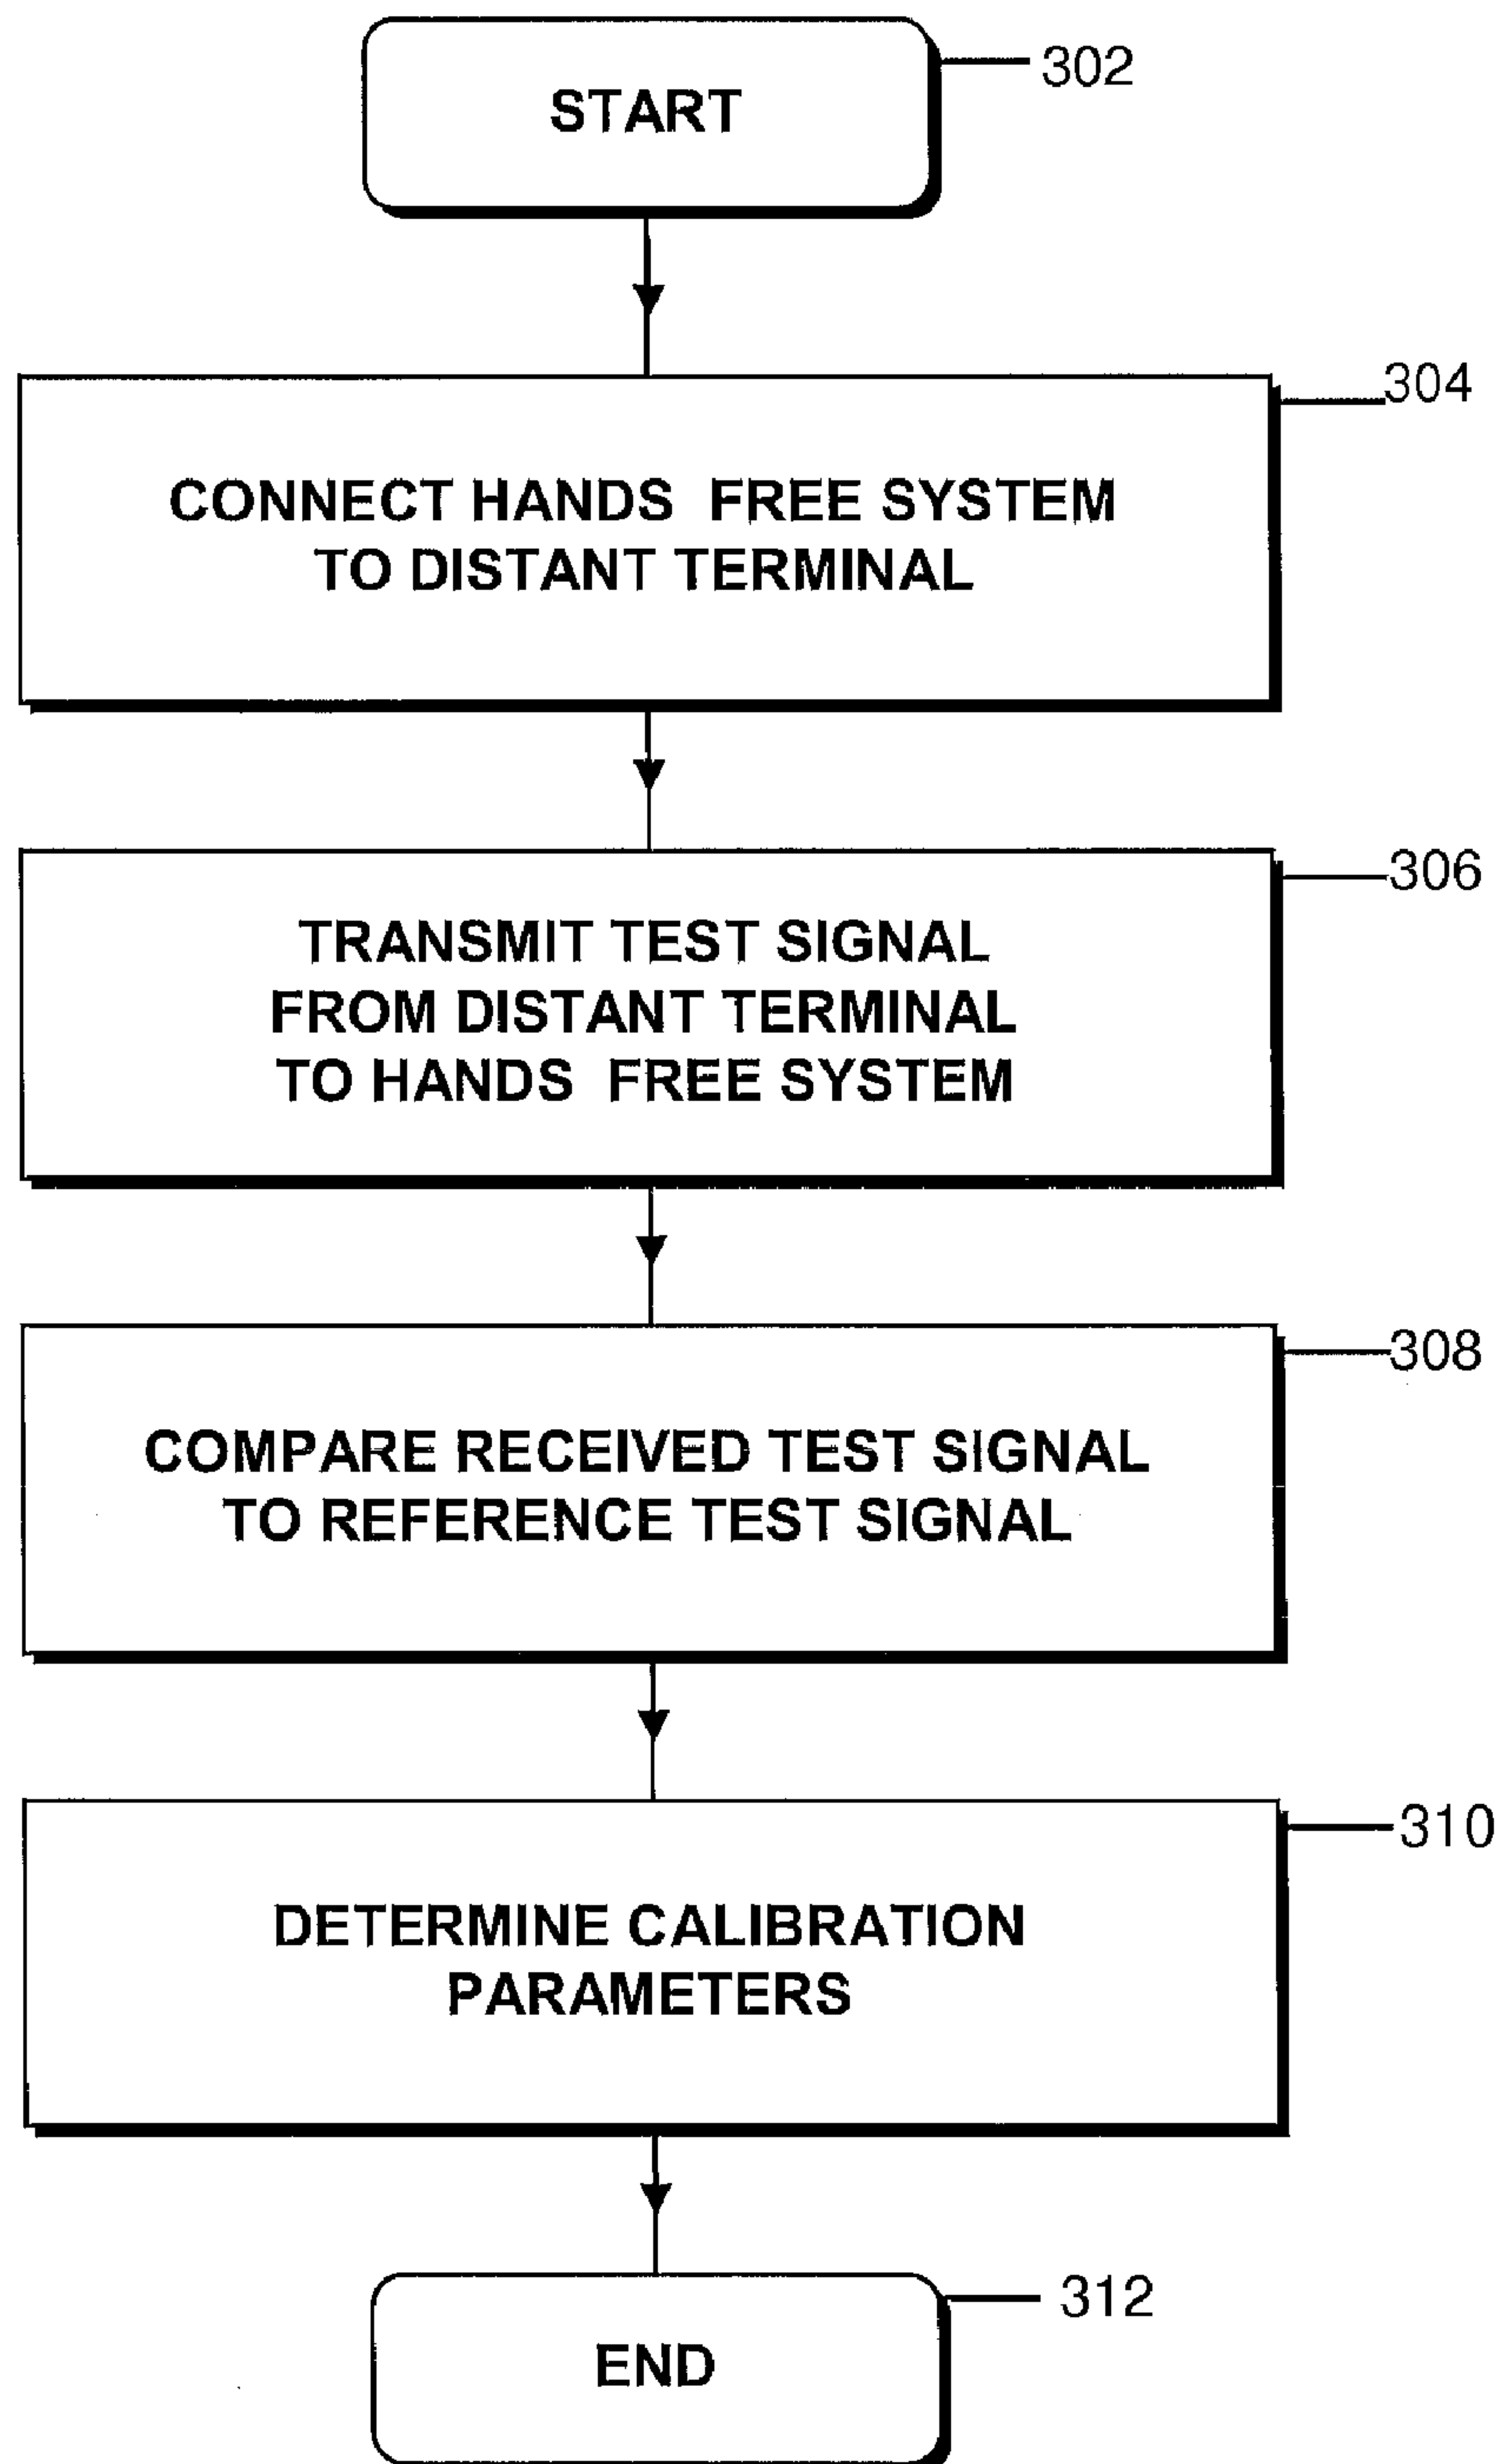 START
302
304
CONNECT HANDS FREE SYSTEM
TO DISTANT TERMINAL
306
TRANSMIT TEST SIGNAL
FROM DISTANT TERMINAL
TO HANDS FREE SYSTEM
308
COMPARE RECEIVED TEST SIGNAL
TO REFERENCE TEST SIGNAL
310
DETERMINE CALIBRATION
PARAMETERS
312
END